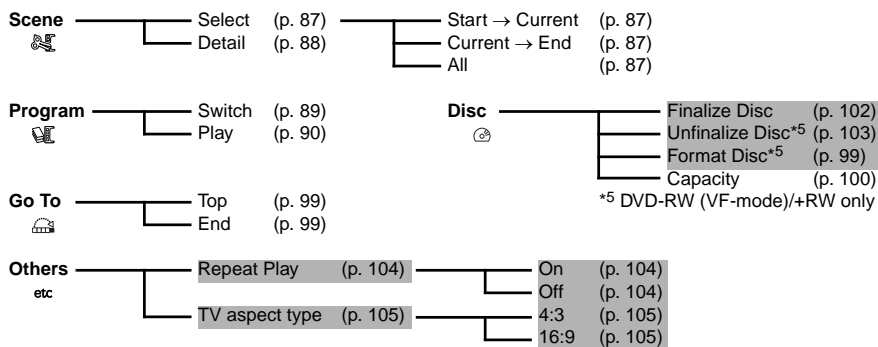 Scene Select (p. 87) Start → Current (p. 87)
Detail (p. 88) Current → End (p. 87)
All (p. 87)
Program Switch (p. 89) Disc Finalize Disc (p. 102)
Play (p. 90) Unfinalize Disc*5 (p. 103)
Format Disc*5 (p. 99)
Capacity (p. 100)
Go To Top (p. 99) *5 DVD-RW (VF-mode)/+RW only
End (p. 99)
Others Repeat Play (p. 104) On (p. 104)
etc Off (p. 104)
TV aspect type (p. 105) 4:3 (p. 105)
16:9 (p. 105)